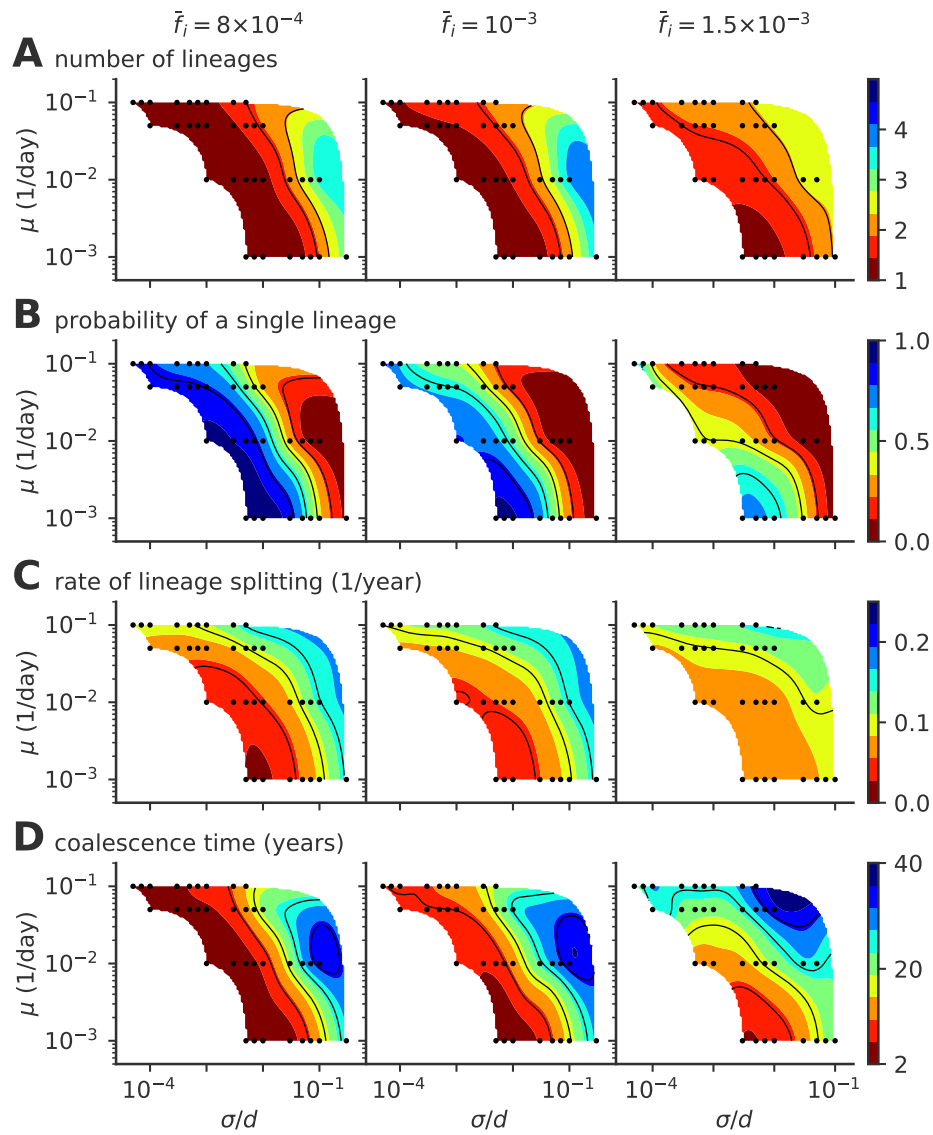 f̄ᵢ = 8×10⁻⁴ f̄ᵢ = 10⁻³ f̄ᵢ = 1.5×10⁻³
A number of lineages
10⁻¹
10⁻²
10⁻³
μ (1/day)
4
3
2
1
B probability of a single lineage
10⁻¹
10⁻²
10⁻³
μ (1/day)
1.0
0.5
0.0
C rate of lineage splitting (1/year)
10⁻¹
10⁻²
10⁻³
μ (1/day)
0.2
0.1
0.0
D coalescence time (years)
10⁻¹
10⁻²
10⁻³
μ (1/day)
40
20
2
10⁻⁴ 10⁻¹ 10⁻⁴ 10⁻¹ 10⁻⁴ 10⁻¹
σ/d σ/d σ/d